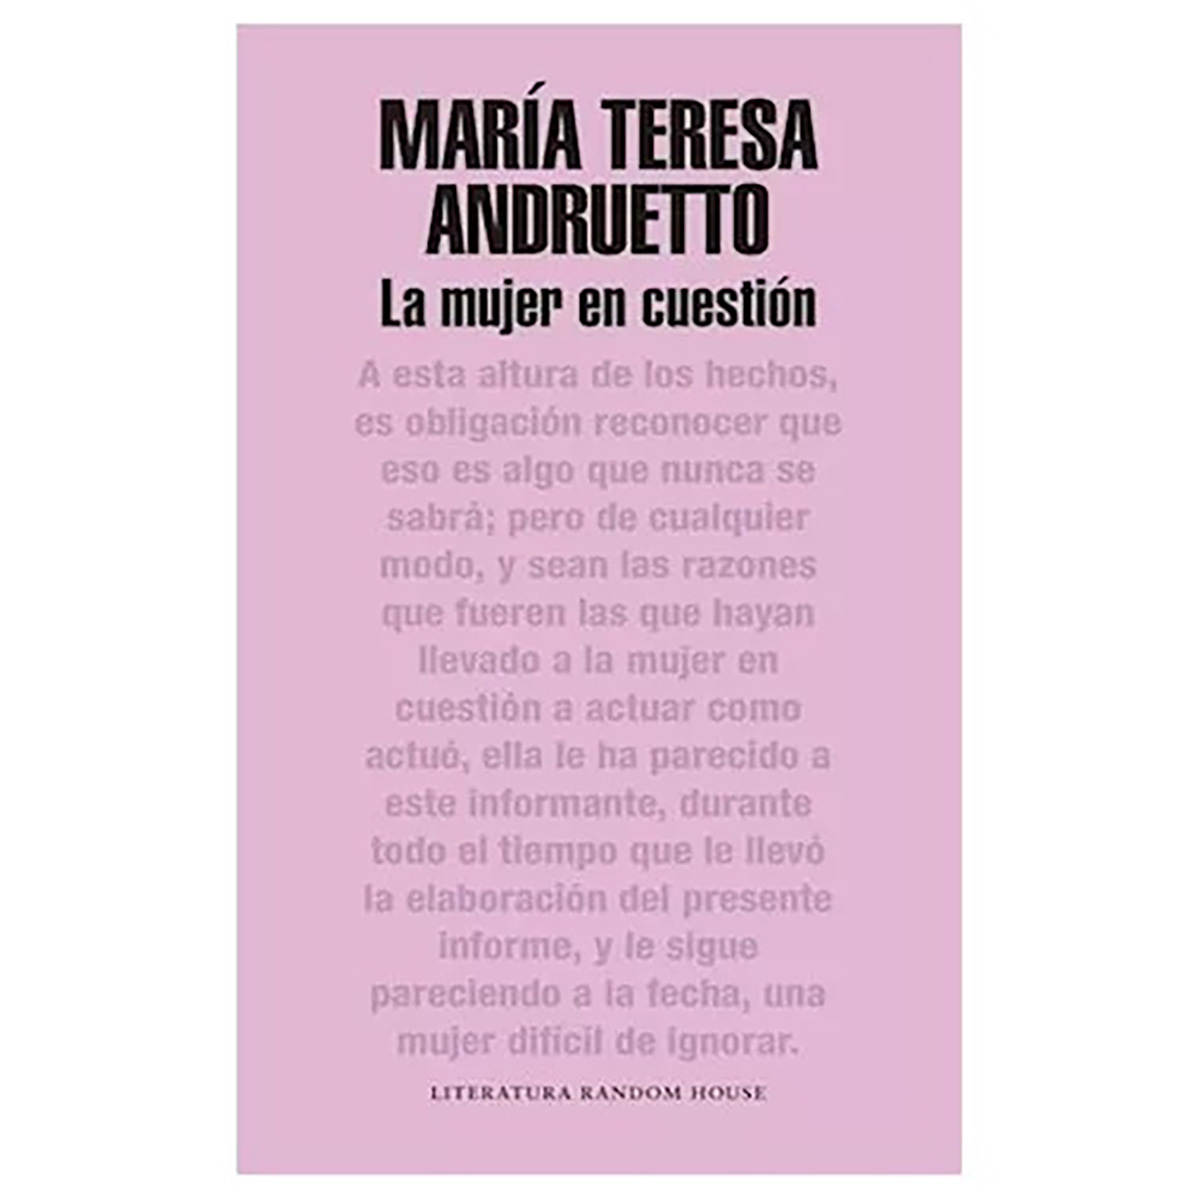 MARÍA TERESA
ANDRUETTO
La mujer en cuestión
A esta altura de los hechos,
es obligación reconocer que
eso es algo que nunca se
sabrá; pero de cualquier
modo, y sean las razones
que fueren las que hayan
llevado a la mujer en
cuestión a actuar como
actuó, ella le ha parecido a
este informante, durante
todo el tiempo que le llevó
la elaboración del presente
informe, y le sigue
pareciendo a la fecha, una
mujer difícil de ignorar.
LITERATURA RANDOM HOUSE